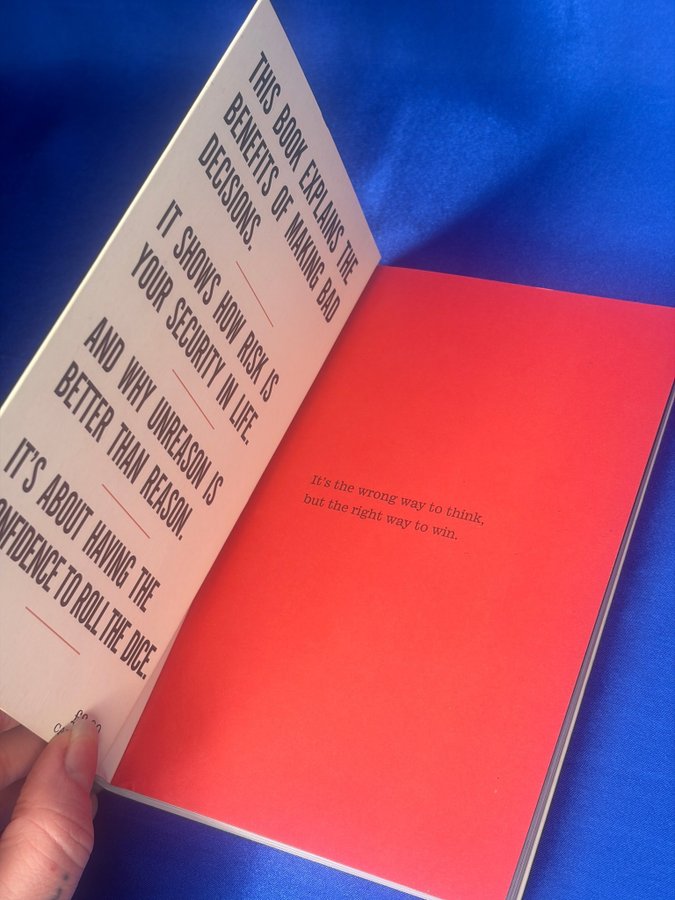 THIS BOOK EXPLAINS THE
BENEFITS OF MAKING BAD
DECISIONS.
IT SHOWS HOW RISK IS
YOUR SECURITY IN LIFE.
AND WHY UNREASON IS
BETTER THAN REASON.
IT'S ABOUT HAVING THE
ONFIDENCE TO ROLL THE DICE.
It's the wrong way to think,
but the right way to win.